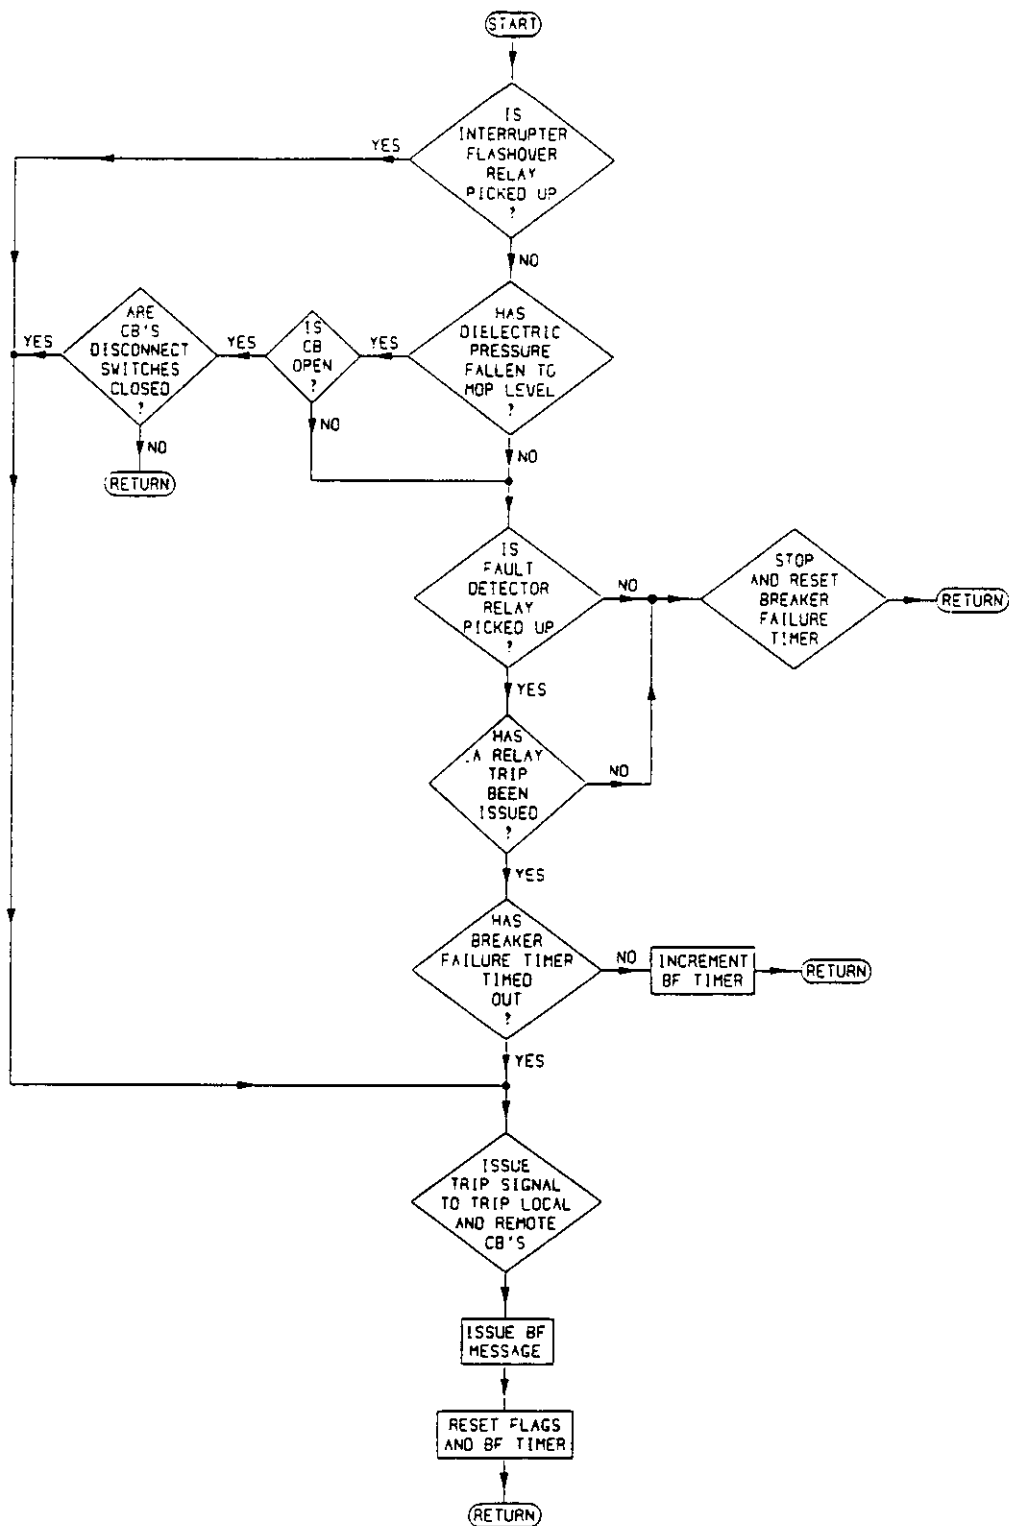 START
IS
INTERRUPTER
FLASHOVER
RELAY
PICKED UP
?
YES
NO
HAS
DIELECTRIC
PRESSURE
FALLEN TO
MOP LEVEL
?
YES
NO
IS
CB
OPEN
?
YES
NO
ARE
CB'S
DISCONNECT
SWITCHES
CLOSED
?
YES
NO
RETURN
IS
FAULT
DETECTOR
RELAY
PICKED UP
?
NO
YES
STOP
AND RESET
BREAKER
FAILURE
TIMER
RETURN
HAS
A RELAY
TRIP
BEEN
ISSUED
?
NO
YES
HAS
BREAKER
FAILURE TIMER
TIMED
OUT
?
NO
YES
INCREMENT
BF TIMER
RETURN
ISSUE
TRIP SIGNAL
TO TRIP LOCAL
AND REMOTE
CB'S
ISSUE BF
MESSAGE
RESET FLAGS
AND BF TIMER
RETURN